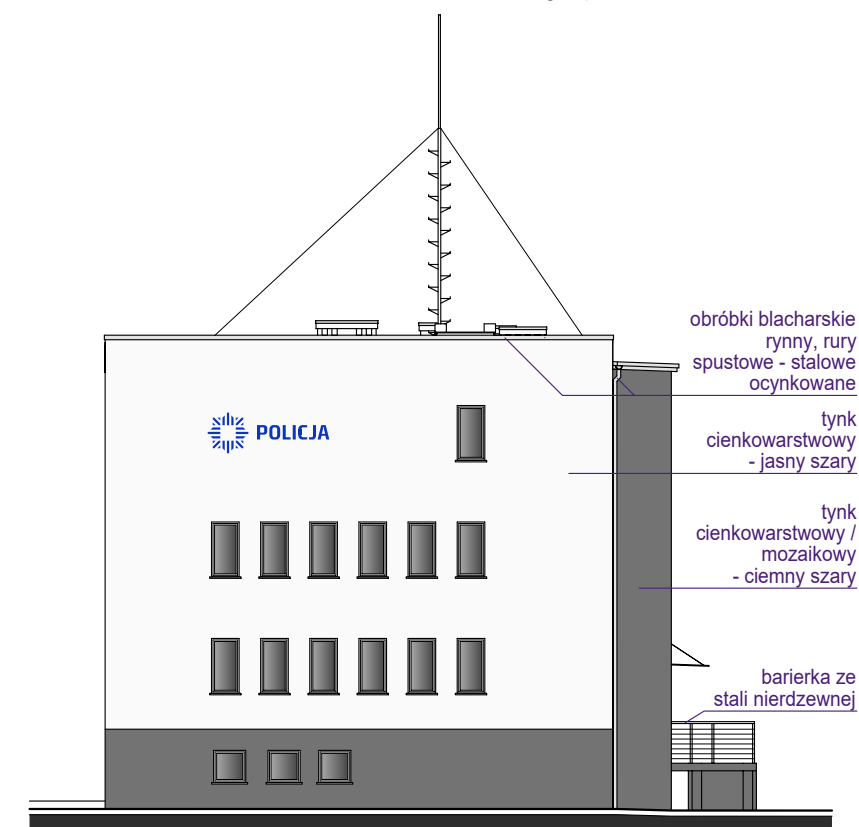 POLICJA
obróbki blacharskie
rynny, rury
spustowe - stalowe
ocynkowane
tynk
cienkowarstwowy
- jasny szary
tynk
cienkowarstwowy /
mozaikowy
- ciemny szary
barierka ze
stali nierdzewnej